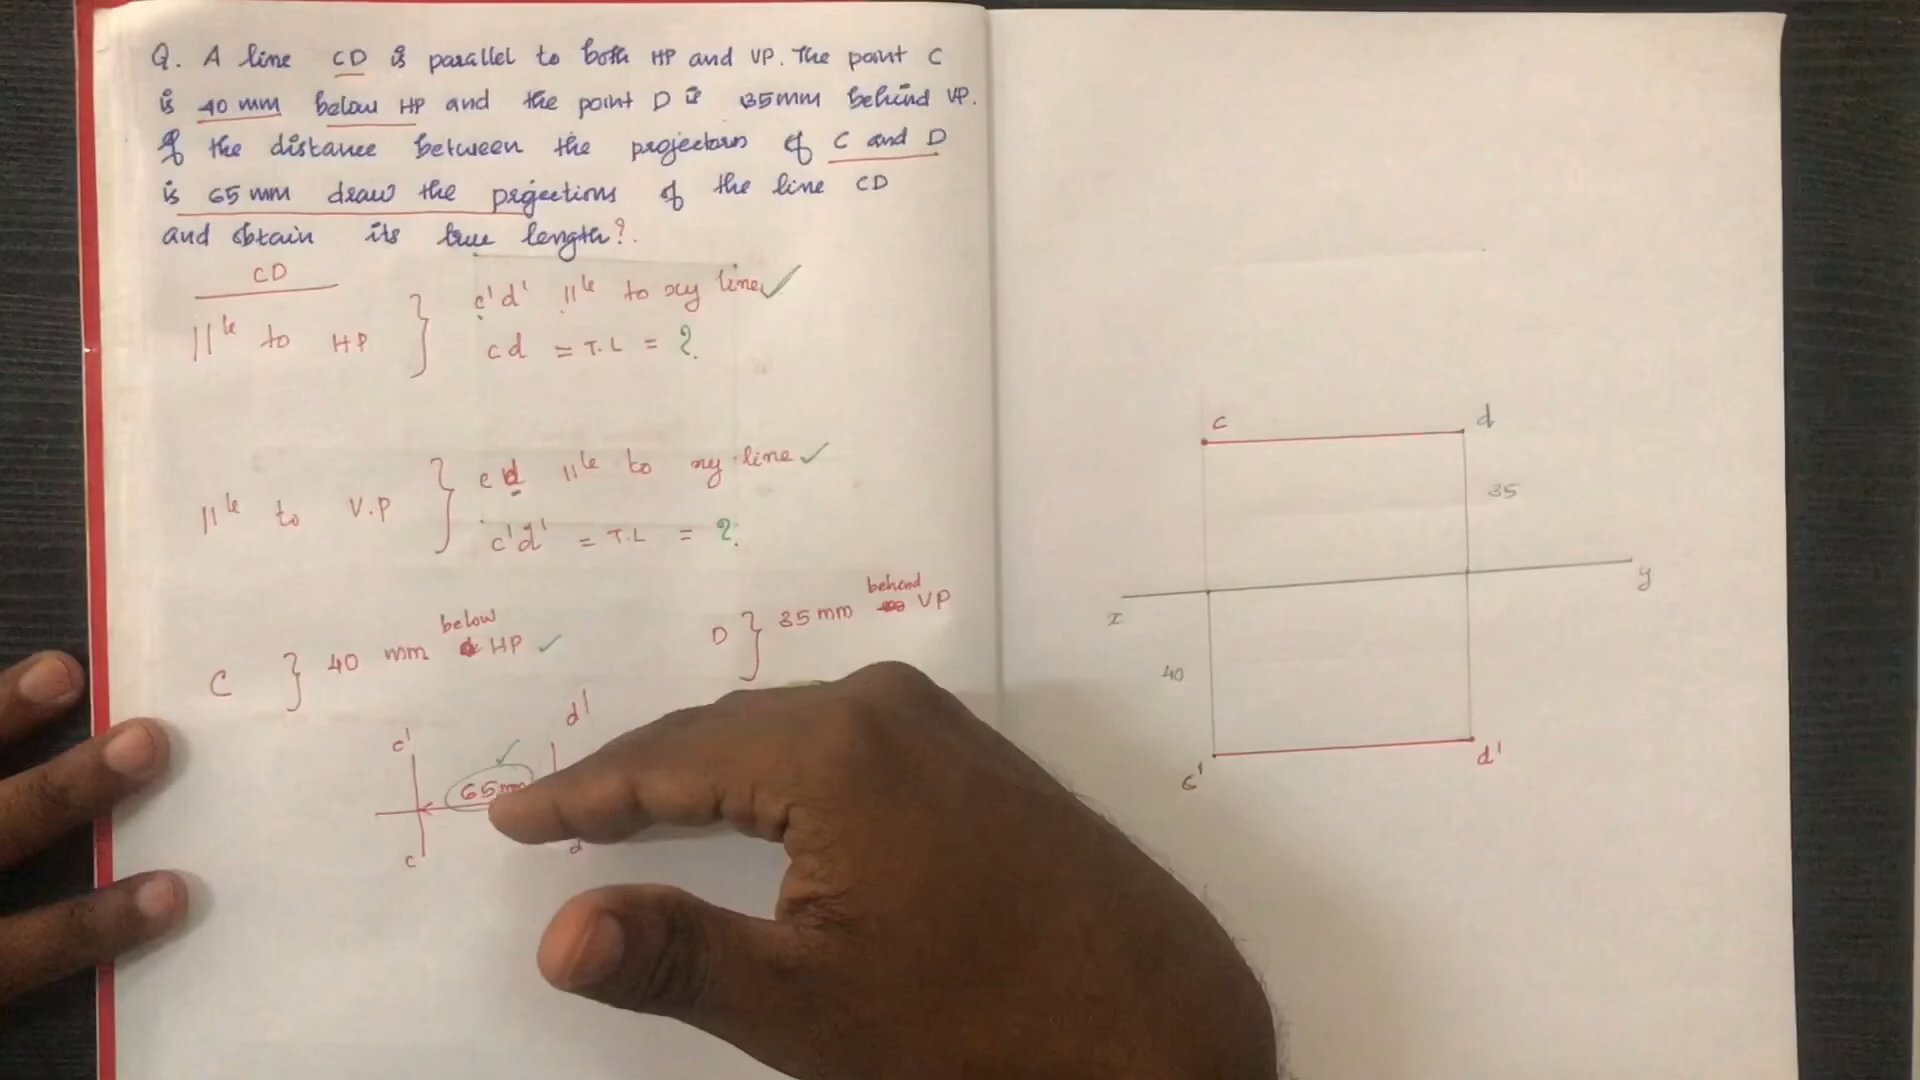 Q. A line CD is parallel to both HP and VP. The point C
is 40 mm below HP and the point D is 35mm behind VP.
If the distance between the projectors of C and D
is 65 mm draw the projections of the line CD
and obtain its true length?.
CD
||le to HP } c'd' ||le to xy line ✓
cd = T.L = ?
||le to V.P } cd ||le to xy line ✓
c'd' = T.L = ?
C } 40 mm below HP ✓
D } 35 mm behind VP
c' d'
65
c d
c d
35
x y
40
c' d'